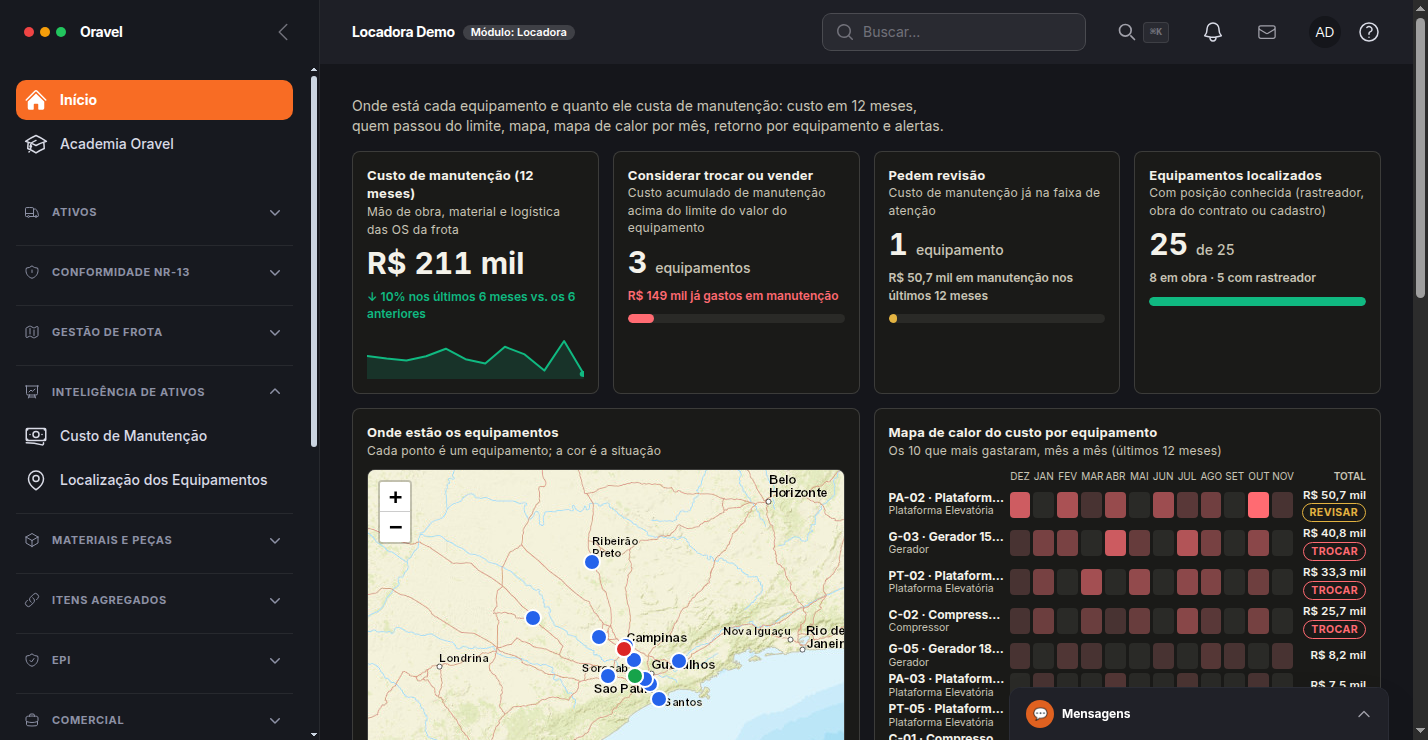 Oravel
Início
Academia Oravel
ATIVOS
CONFORMIDADE NR-13
GESTÃO DE FROTA
INTELIGÊNCIA DE ATIVOS
Custo de Manutenção
Localização dos Equipamentos
MATERIAIS E PEÇAS
ITENS AGREGADOS
EPI
COMERCIAL
Locadora Demo
Módulo: Locadora
Buscar...
⌘K
AD
Onde está cada equipamento e quanto ele custa de manutenção: custo em 12 meses,
quem passou do limite, mapa, mapa de calor por mês, retorno por equipamento e alertas.
Custo de manutenção (12
meses)
Mão de obra, material e logística
das OS da frota
R$ 211 mil
↓ 10% nos últimos 6 meses vs. os 6
anteriores
Considerar trocar ou vender
Custo acumulado de manutenção
acima do limite do valor do
equipamento
3 equipamentos
R$ 149 mil já gastos em manutenção
Pedem revisão
Custo de manutenção já na faixa de
atenção
1 equipamento
R$ 50,7 mil em manutenção nos
últimos 12 meses
Equipamentos localizados
Com posição conhecida (rastreador,
obra do contrato ou cadastro)
25 de 25
8 em obra · 5 com rastreador
Onde estão os equipamentos
Cada ponto é um equipamento; a cor é a situação
+
−
Belo
Horizonte
Ribeirão
Preto
Campinas
Nova Iguaçu
Rio de
Janeir
Londrina
Santos
Mapa de calor do custo por equipamento
Os 10 que mais gastaram, mês a mês (últimos 12 meses)
DEZ JAN FEV MAR ABR MAI JUN JUL AGO SET OUT NOV TOTAL
PA-02 · Plataform... R$ 50,7 mil
Plataforma Elevatória REVISAR
G-03 · Gerador 15... R$ 40,8 mil
Gerador TROCAR
PT-02 · Plataform... R$ 33,3 mil
Plataforma Elevatória TROCAR
C-02 · Compress... R$ 25,7 mil
Compressor TROCAR
G-05 · Gerador 18... R$ 8,2 mil
Gerador
PA-03 · Plataform... R$ 7,5 mil
Plataforma Elevatória
PT-05 · Plataform...
Plataforma Elevatória
C-01 · Compresso
Mensagens